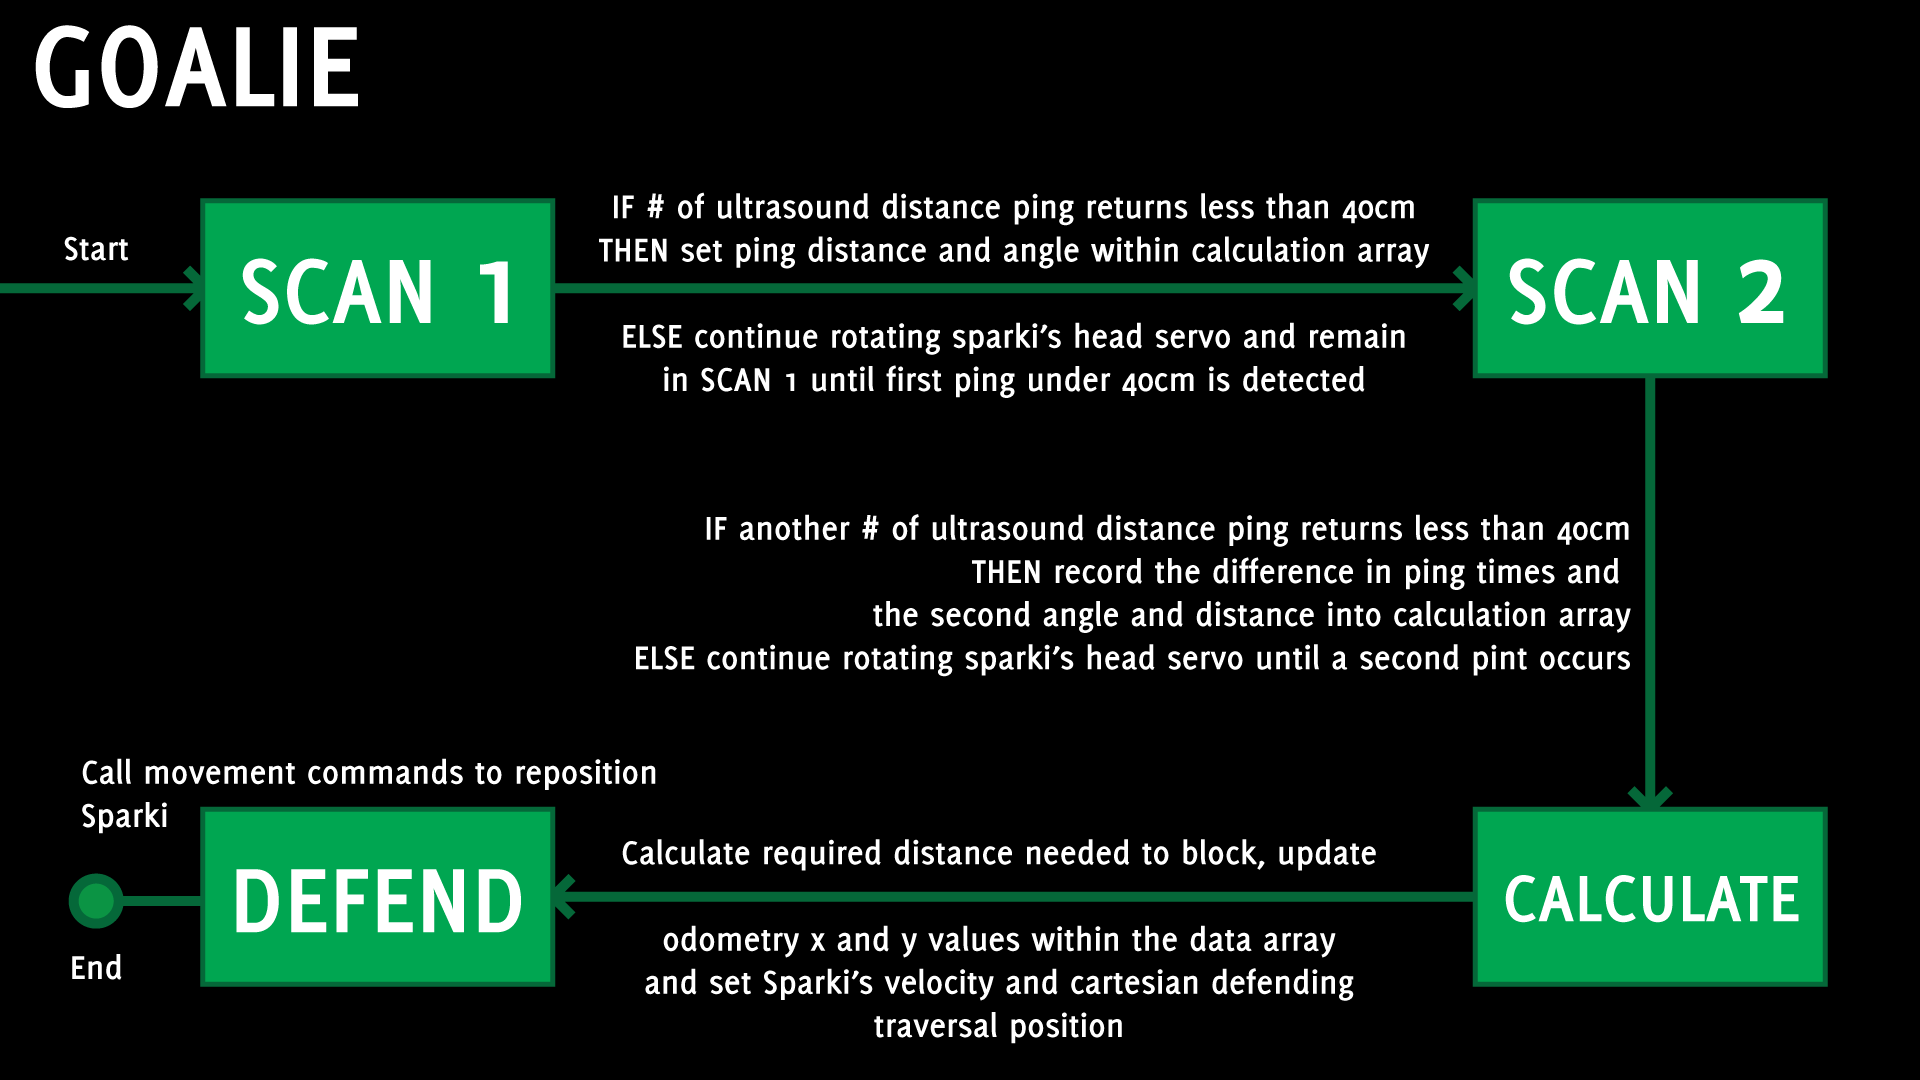 GOALIE
Start
SCAN 1
IF # of ultrasound distance ping returns less than 40cm
THEN set ping distance and angle within calculation array
ELSE continue rotating sparki's head servo and remain
in SCAN 1 until first ping under 40cm is detected
SCAN 2
IF another # of ultrasound distance ping returns less than 40cm
THEN record the difference in ping times and
the second angle and distance into calculation array
ELSE continue rotating sparki's head servo until a second pint occurs
CALCULATE
Calculate required distance needed to block, update
odometry x and y values within the data array
and set Sparki's velocity and cartesian defending
traversal position
Call movement commands to reposition
Sparki
DEFEND
End